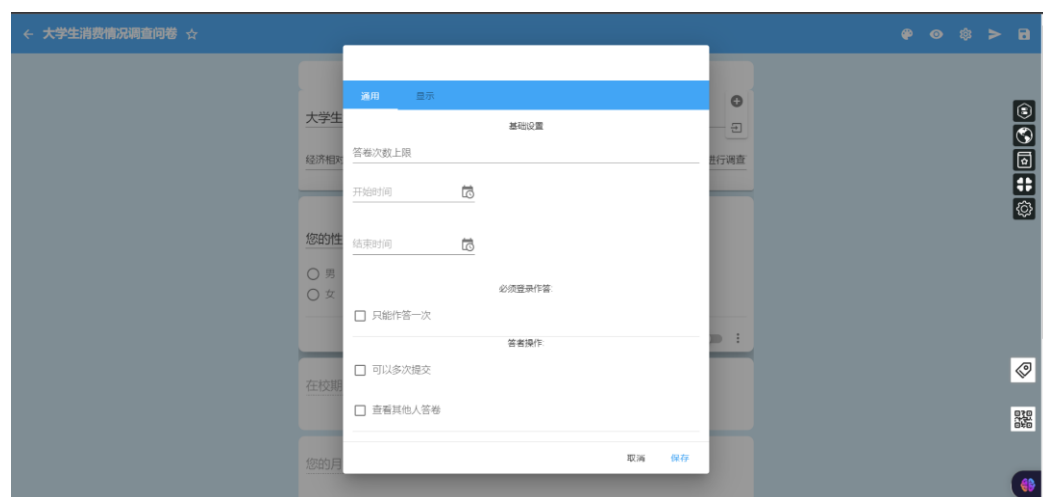 大学生消费情况调查问卷
通用 显示
大学生
基础设置
经济相对
答卷次数上限
进行调查
开始时间
您的性
结束时间
男
必须登录作答
女
只能作答一次
答者操作
可以多次提交
在校期
查看其他人答卷
取消 保存
您的月